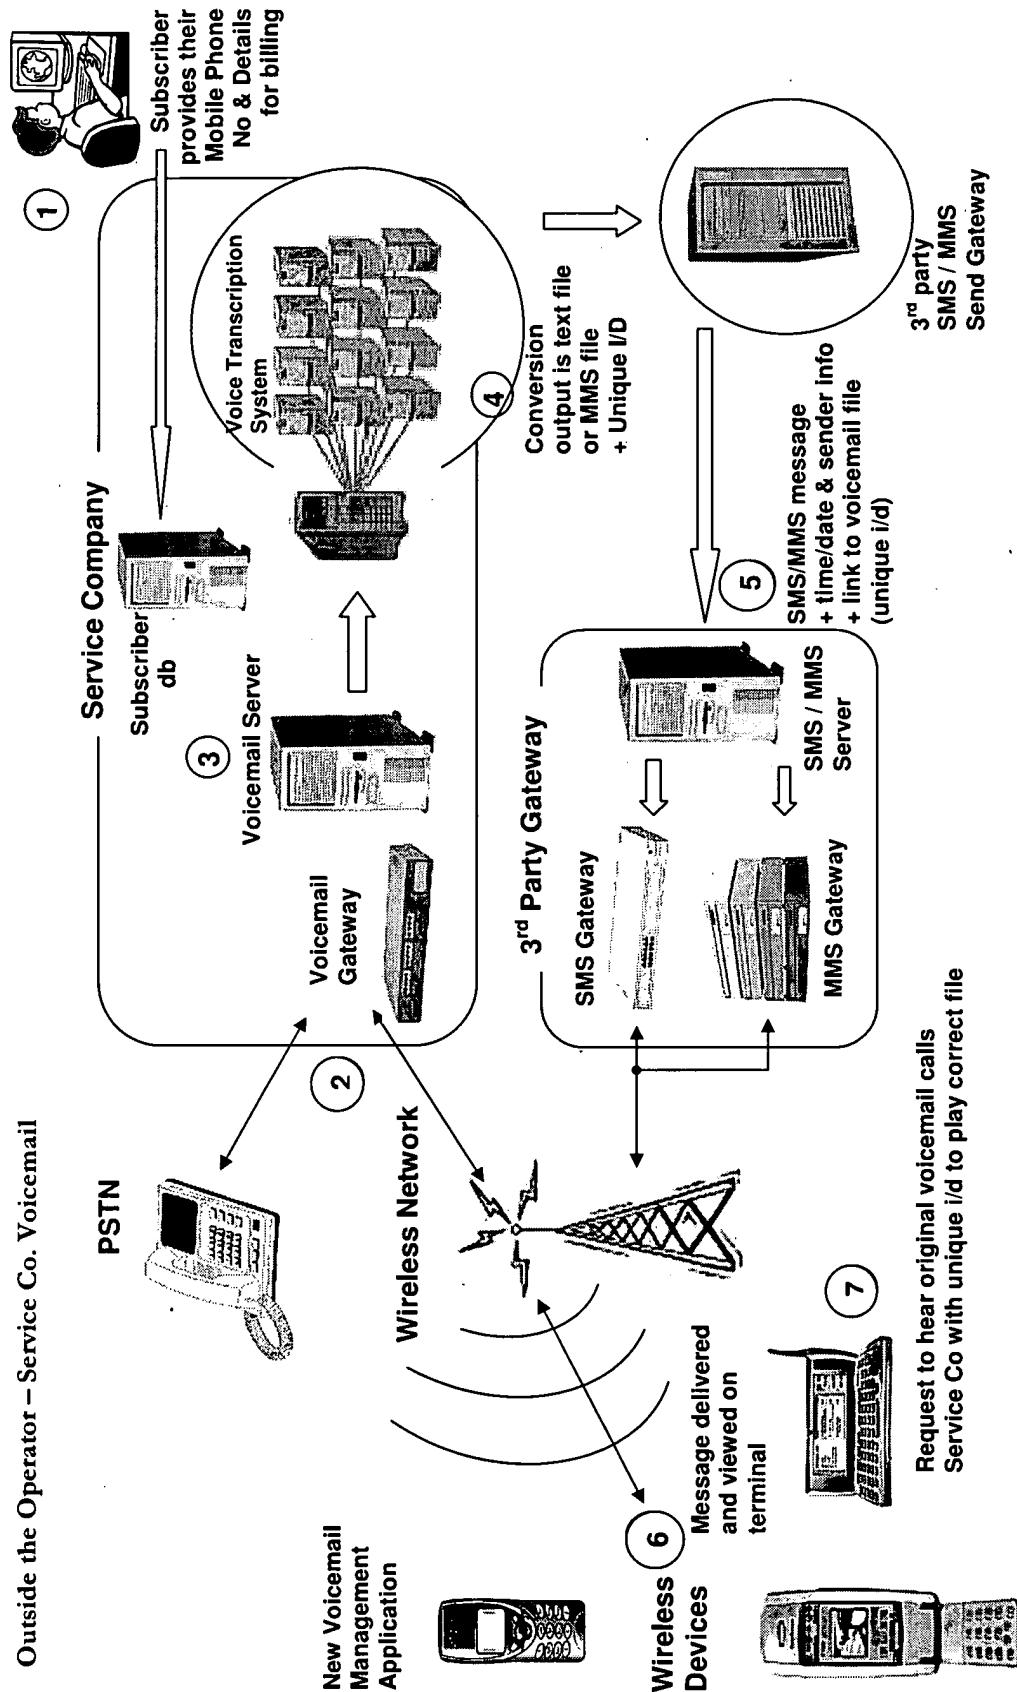 Outside the Operator – Service Co. Voicemail
1
Subscriber
provides their
Mobile Phone
No & Details
for billing
Service Company
Subscriber
db
3
Voicemail Server
Voice Transcription
System
4
Voicemail
Gateway
2
PSTN
Conversion
output is text file
or MMS file
+ Unique I/D
3rd party
SMS / MMS
Send Gateway
5
SMS/MMS message
+ time/date & sender info
+ link to voicemail file
(unique i/d)
3rd Party Gateway
SMS / MMS
Server
SMS Gateway
MMS Gateway
Wireless Network
New Voicemail
Management
Application
6
Wireless
Devices
Message delivered
and viewed on
terminal
7
Request to hear original voicemail calls
Service Co with unique i/d to play correct file